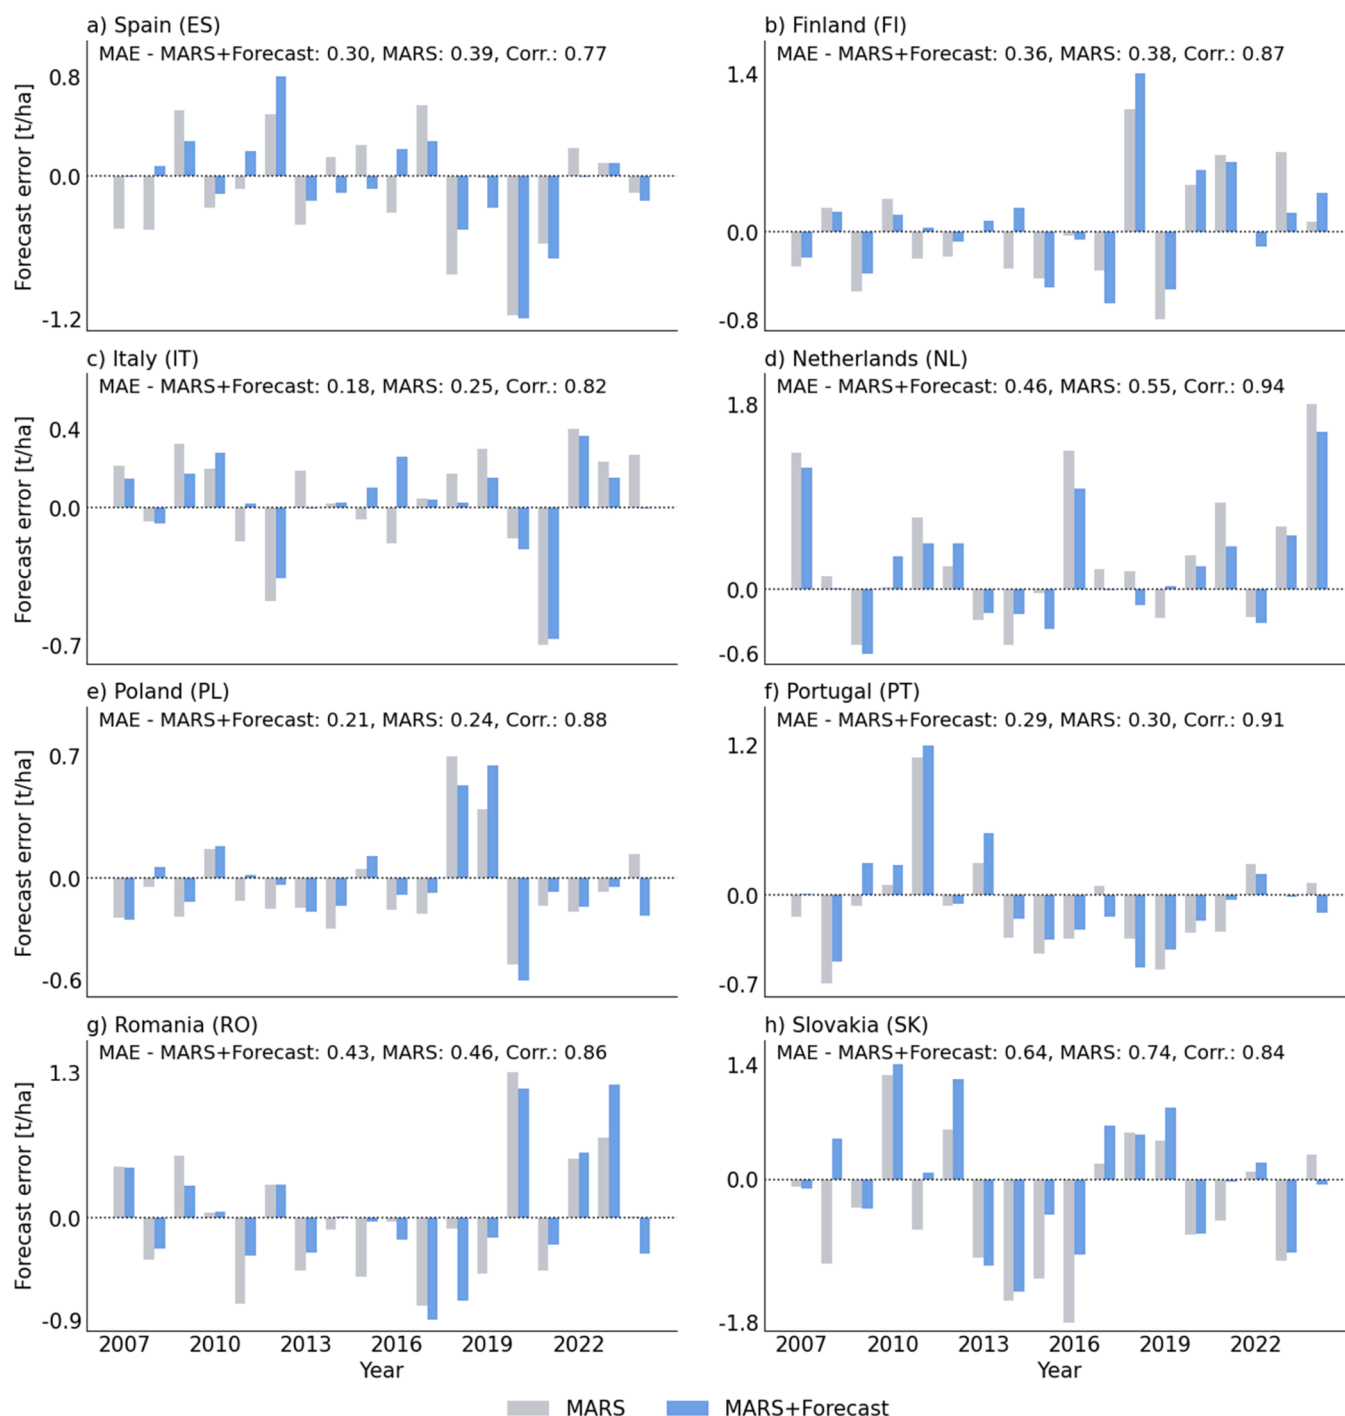 a) Spain (ES)
MAE - MARS+Forecast: 0.30, MARS: 0.39, Corr.: 0.77
Forecast error [t/ha]
0.8
0.0
-1.2
b) Finland (FI)
MAE - MARS+Forecast: 0.36, MARS: 0.38, Corr.: 0.87
1.4
0.0
-0.8
c) Italy (IT)
MAE - MARS+Forecast: 0.18, MARS: 0.25, Corr.: 0.82
Forecast error [t/ha]
0.4
0.0
-0.7
d) Netherlands (NL)
MAE - MARS+Forecast: 0.46, MARS: 0.55, Corr.: 0.94
1.8
0.0
-0.6
e) Poland (PL)
MAE - MARS+Forecast: 0.21, MARS: 0.24, Corr.: 0.88
Forecast error [t/ha]
0.7
0.0
-0.6
f) Portugal (PT)
MAE - MARS+Forecast: 0.29, MARS: 0.30, Corr.: 0.91
1.2
0.0
-0.7
g) Romania (RO)
MAE - MARS+Forecast: 0.43, MARS: 0.46, Corr.: 0.86
Forecast error [t/ha]
1.3
0.0
-0.9
2007 2010 2013 2016 2019 2022
Year
h) Slovakia (SK)
MAE - MARS+Forecast: 0.64, MARS: 0.74, Corr.: 0.84
1.4
0.0
-1.8
2007 2010 2013 2016 2019 2022
Year
MARS MARS+Forecast